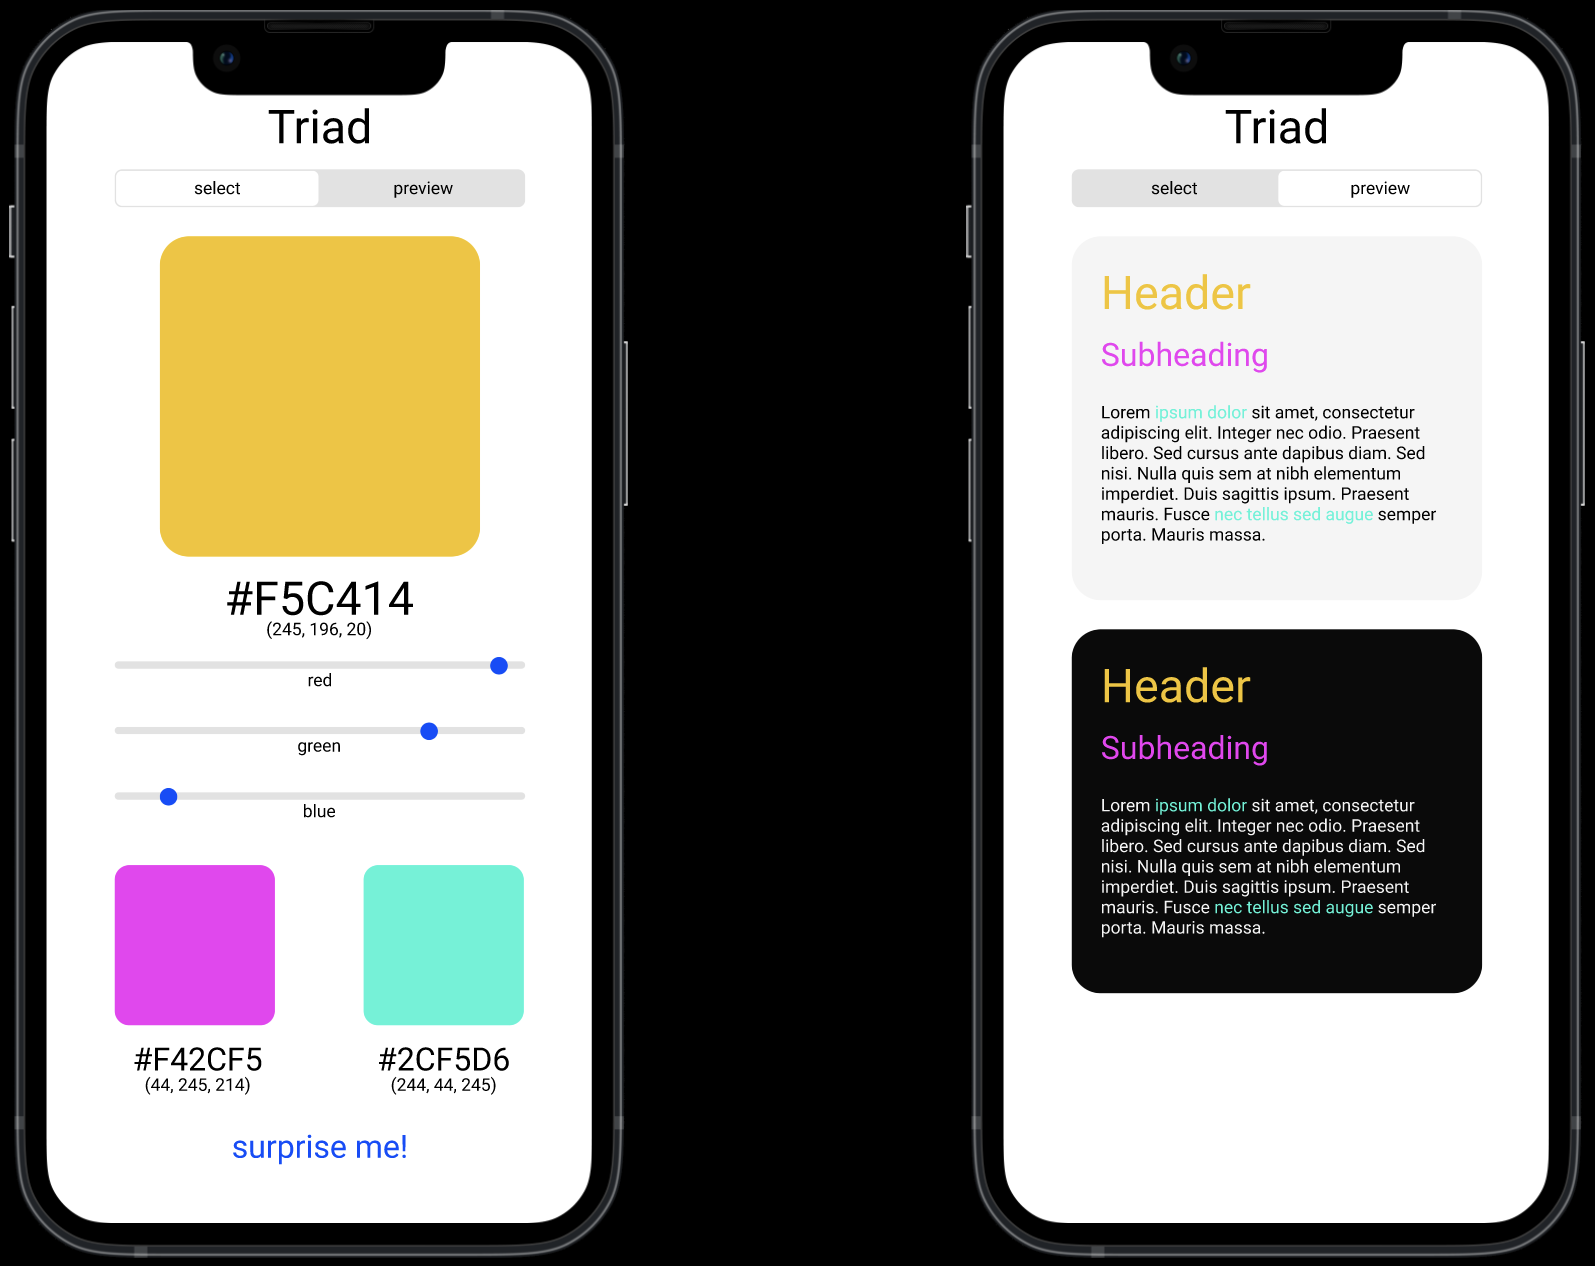 Triad
select preview
#F5C414
(245, 196, 20)
red
green
blue
#F42CF5
(44, 245, 214)
#2CF5D6
(244, 44, 245)
surprise me!
Triad
select preview
Header
Subheading
Lorem ipsum dolor sit amet, consectetur
adipiscing elit. Integer nec odio. Praesent
libero. Sed cursus ante dapibus diam. Sed
nisi. Nulla quis sem at nibh elementum
imperdiet. Duis sagittis ipsum. Praesent
mauris. Fusce nec tellus sed augue semper
porta. Mauris massa.
Header
Subheading
Lorem ipsum dolor sit amet, consectetur
adipiscing elit. Integer nec odio. Praesent
libero. Sed cursus ante dapibus diam. Sed
nisi. Nulla quis sem at nibh elementum
imperdiet. Duis sagittis ipsum. Praesent
mauris. Fusce nec tellus sed augue semper
porta. Mauris massa.